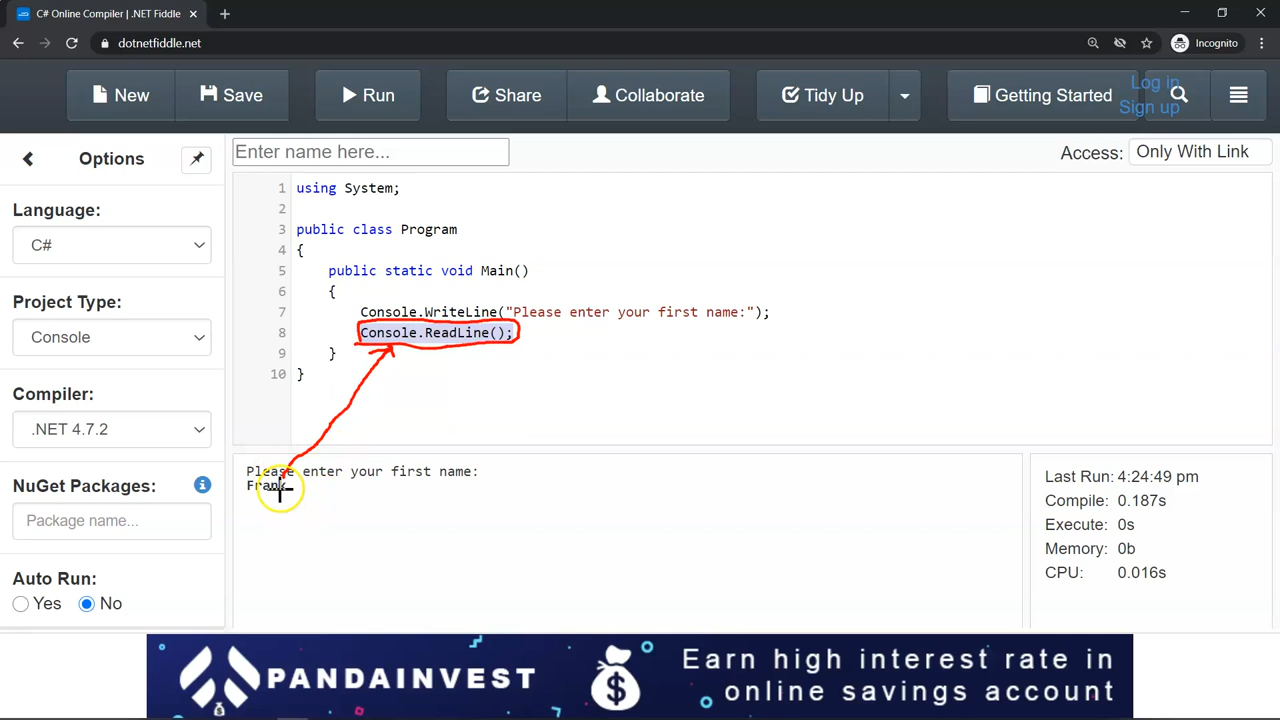 C# Online Compiler | .NET Fiddle
dotnetfiddle.net
Incognito
New
Save
Run
Share
Collaborate
Tidy Up
Getting Started
Log in
Sign up
Options
Enter name here...
Access:
Only With Link
Language:
C#
Project Type:
Console
Compiler:
.NET 4.7.2
NuGet Packages:
Package name...
Auto Run:
Yes
No
1 using System;
2
3 public class Program
4 {
5 public static void Main()
6 {
7 Console.WriteLine("Please enter your first name:");
8 Console.ReadLine();
9 }
10 }
Please enter your first name:
Frank
Last Run: 4:24:49 pm
Compile: 0.187s
Execute: 0s
Memory: 0b
CPU: 0.016s
PANDAINVEST
Earn high interest rate in
online savings account